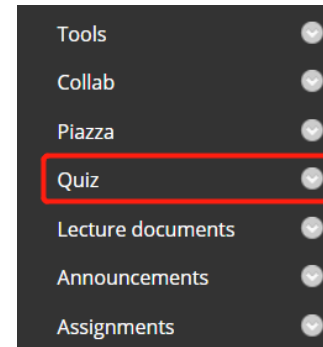 Tools
Collab
Piazza
Quiz
Lecture documents
Announcements
Assignments